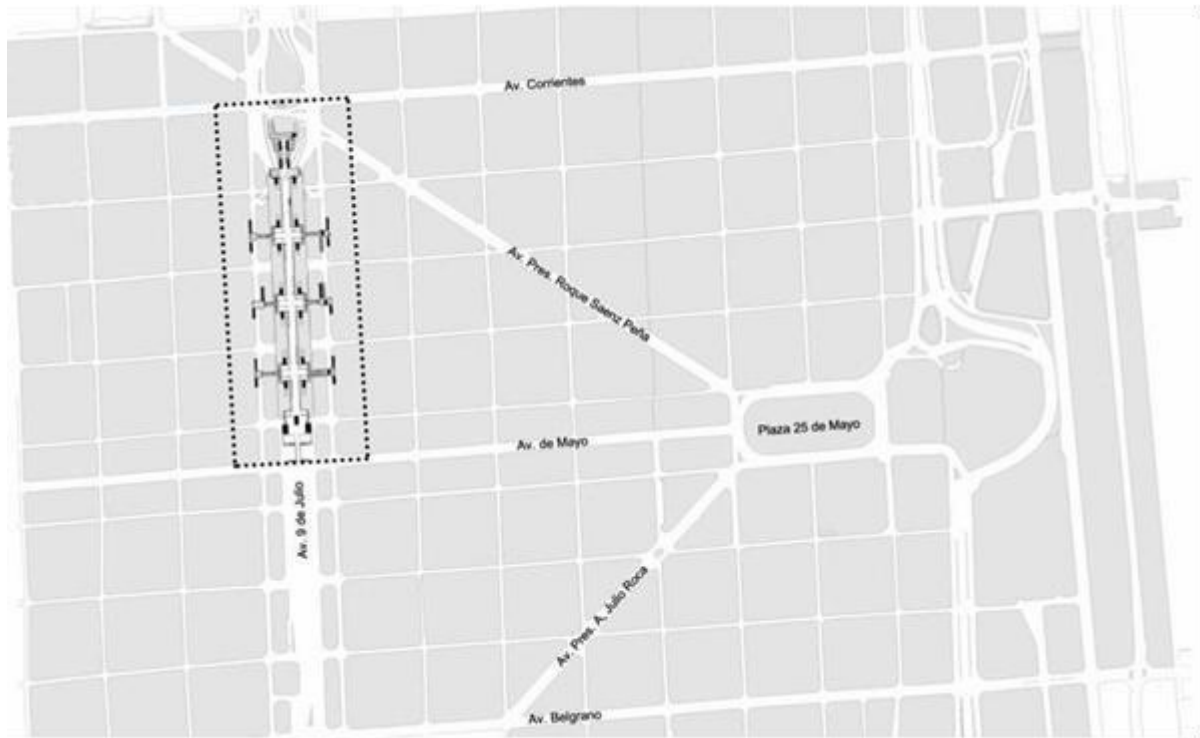 Av. Corrientes
Av. Pres. Roque Saenz Peña
Plaza 25 de Mayo
Av. de Mayo
Av. 9 de Julio
Av. Pres. A. Julio Roca
Av. Belgrano